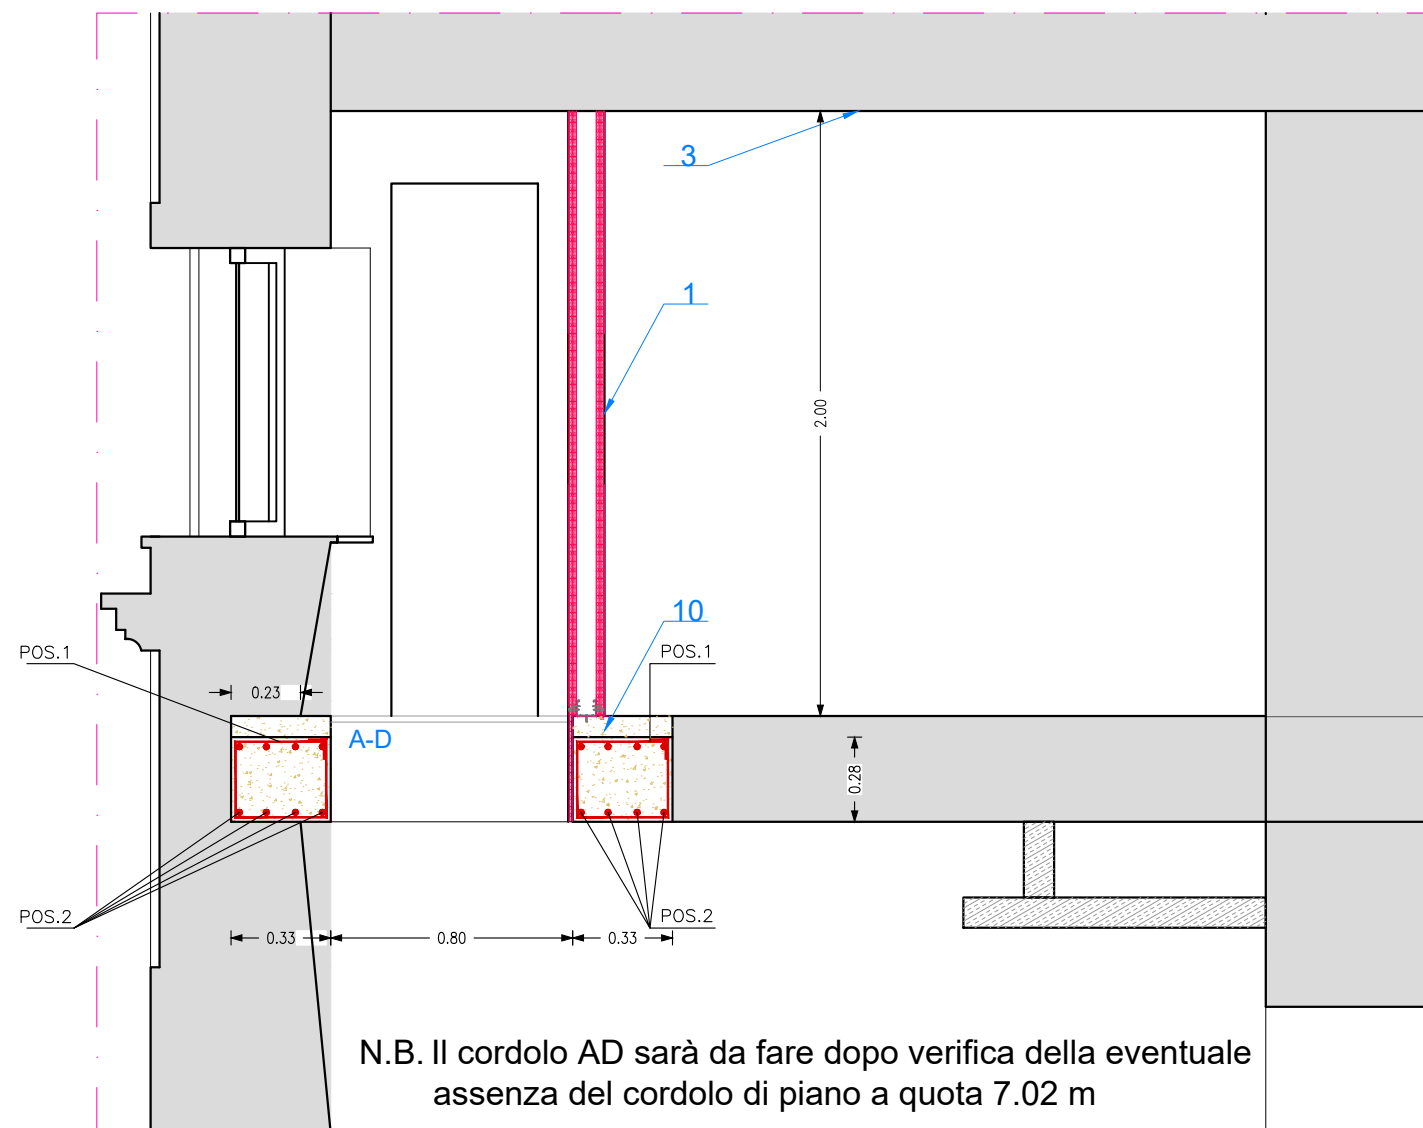 3
1
2.00
10
POS.1
POS.1
0.23
A-D
0.28
POS.2
POS.2
0.33
0.80
0.33
N.B. Il cordolo AD sarà da fare dopo verifica della eventuale
assenza del cordolo di piano a quota 7.02 m